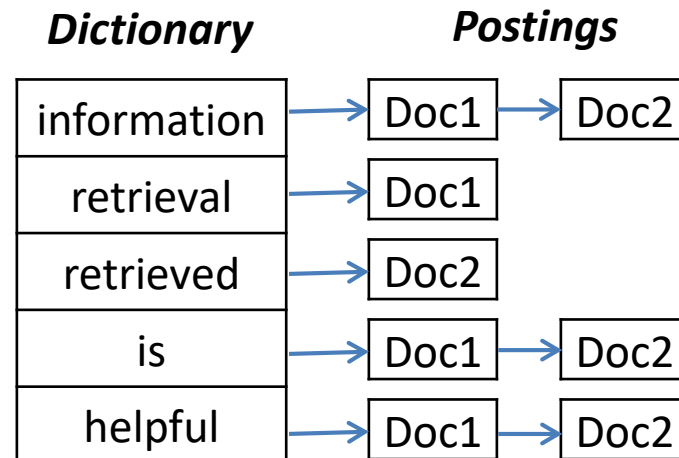 Dictionary Postings
information Doc1 Doc2
retrieval Doc1
retrieved Doc2
is Doc1 Doc2
helpful Doc1 Doc2